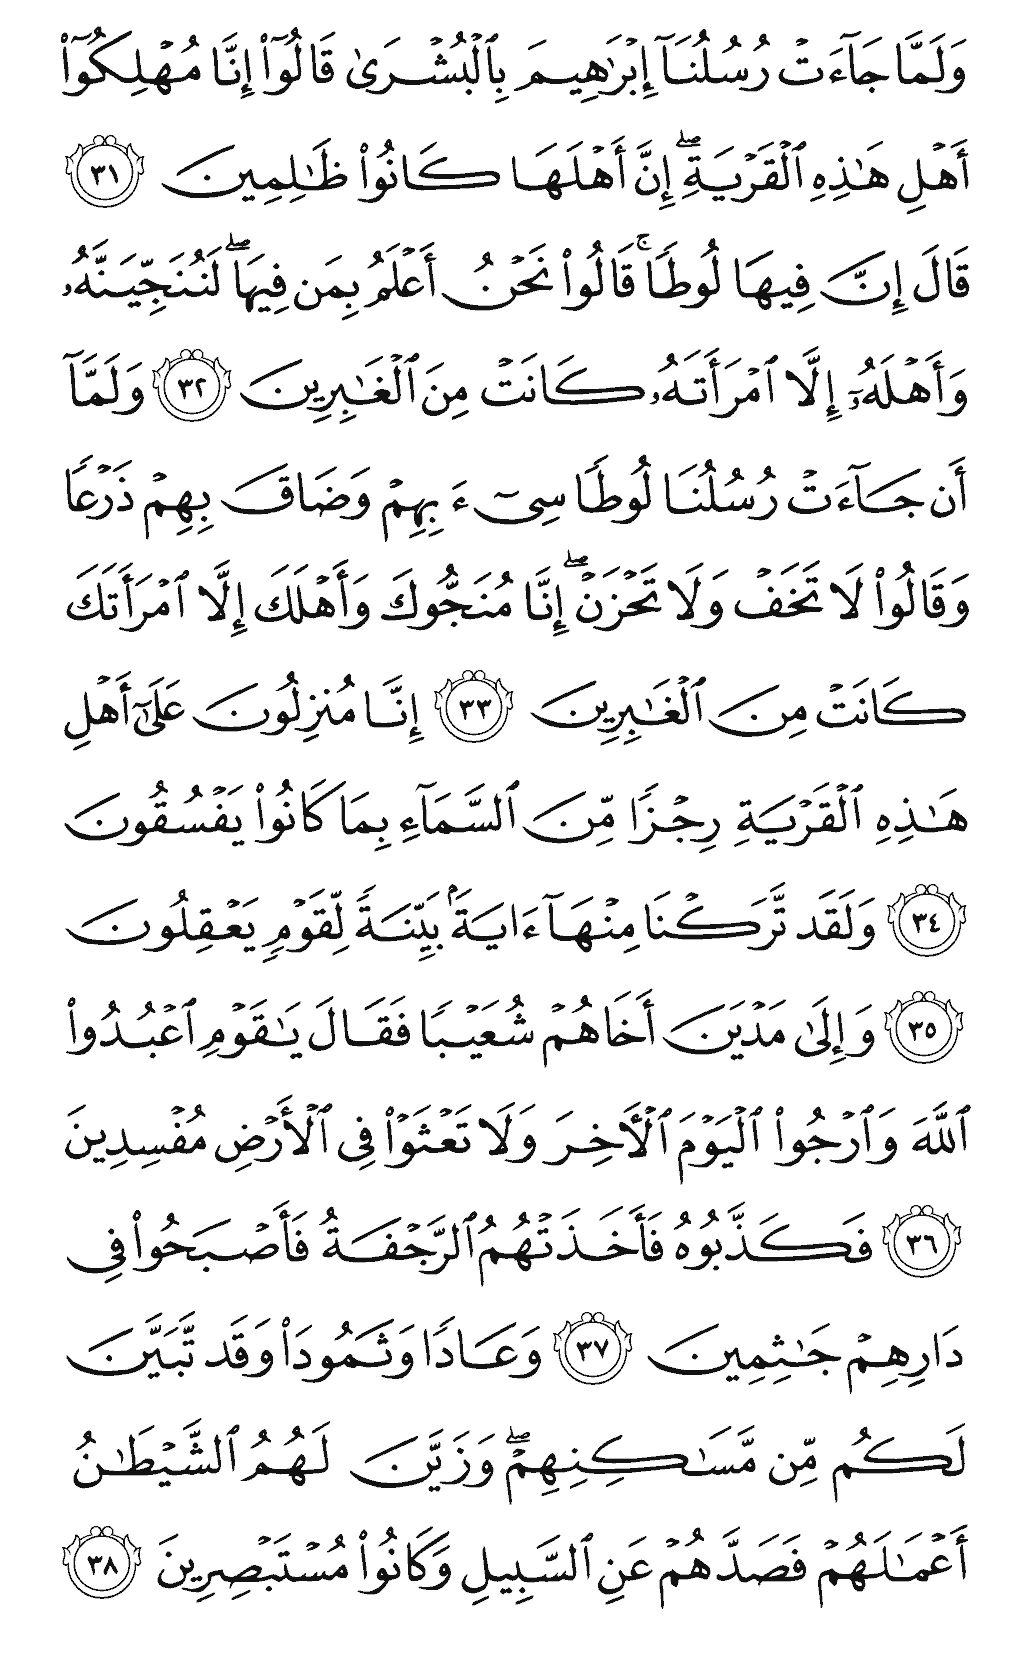 وَلَمَّا جَآءَتۡ رُسُلُنَآ إِبۡرَٰهِيمَ بِٱلۡبُشۡرَىٰ قَالُوٓاْ إِنَّا مُهۡلِكُوٓاْ
أَهۡلِ هَٰذِهِ ٱلۡقَرۡيَةِۖ إِنَّ أَهۡلَهَا كَانُواْ ظَٰلِمِينَ ٣١
قَالَ إِنَّ فِيهَا لُوطٗاۚ قَالُواْ نَحۡنُ أَعۡلَمُ بِمَن فِيهَاۖ لَنُنَجِّيَنَّهُۥ
وَأَهۡلَهُۥٓ إِلَّا ٱمۡرَأَتَهُۥ كَانَتۡ مِنَ ٱلۡغَٰبِرِينَ ٣٢ وَلَمَّآ
أَن جَآءَتۡ رُسُلُنَا لُوطٗا سِيٓءَ بِهِمۡ وَضَاقَ بِهِمۡ ذَرۡعٗا
وَقَالُواْ لَا تَخَفۡ وَلَا تَحۡزَنۡۖ إِنَّا مُنَجُّوكَ وَأَهۡلَكَ إِلَّا ٱمۡرَأَتَكَ
كَانَتۡ مِنَ ٱلۡغَٰبِرِينَ ٣٣ إِنَّا مُنزِلُونَ عَلَىٰٓ أَهۡلِ
هَٰذِهِ ٱلۡقَرۡيَةِ رِجۡزٗا مِّنَ ٱلسَّمَآءِ بِمَا كَانُواْ يَفۡسُقُونَ
٣٤ وَلَقَد تَّرَكۡنَا مِنۡهَآ ءَايَةَۢ بَيِّنَةٗ لِّقَوۡمٖ يَعۡقِلُونَ
٣٥ وَإِلَىٰ مَدۡيَنَ أَخَاهُمۡ شُعَيۡبٗا فَقَالَ يَٰقَوۡمِ ٱعۡبُدُواْ
ٱللَّهَ وَٱرۡجُواْ ٱلۡيَوۡمَ ٱلۡأٓخِرَ وَلَا تَعۡثَوۡاْ فِي ٱلۡأَرۡضِ مُفۡسِدِينَ
٣٦ فَكَذَّبُوهُ فَأَخَذَتۡهُمُ ٱلرَّجۡفَةُ فَأَصۡبَحُواْ فِي
دَارِهِمۡ جَٰثِمِينَ ٣٧ وَعَادٗا وَثَمُودَاْ وَقَد تَّبَيَّنَ
لَكُم مِّن مَّسَٰكِنِهِمۡۖ وَزَيَّنَ لَهُمُ ٱلشَّيۡطَٰنُ
أَعۡمَٰلَهُمۡ فَصَدَّهُمۡ عَنِ ٱلسَّبِيلِ وَكَانُواْ مُسۡتَبۡصِرِينَ ٣٨